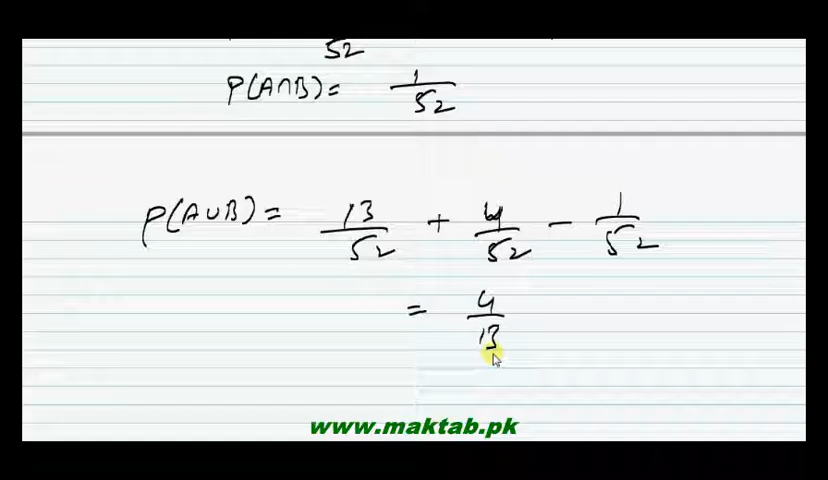 52
P(A∩B) = 1/52
P(A∪B) = 13/52 + 4/52 − 1/52
= 4/13
www.maktab.pk